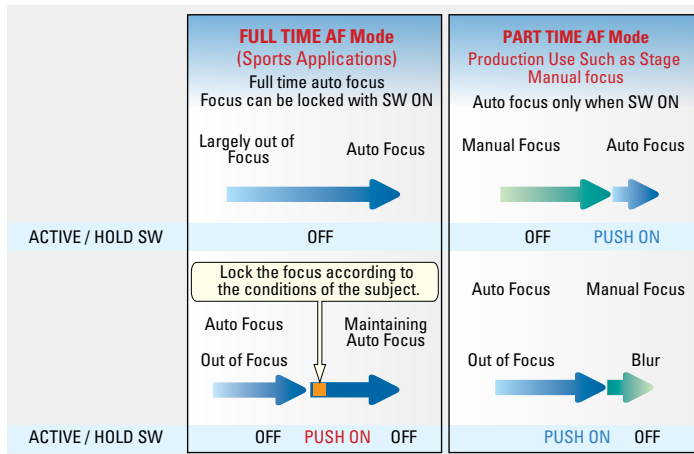 FULL TIME AF Mode
(Sports Applications)
Full time auto focus
Focus can be locked with SW ON
Largely out of
Focus
Auto Focus
PART TIME AF Mode
Production Use Such as Stage
Manual focus
Auto focus only when SW ON
Manual Focus
Auto Focus
ACTIVE / HOLD SW
OFF
OFF
PUSH ON
Lock the focus according to
the conditions of the subject.
Auto Focus
Maintaining
Auto Focus
Out of Focus
Auto Focus
Manual Focus
Out of Focus
Blur
ACTIVE / HOLD SW
OFF
PUSH ON
OFF
PUSH ON
OFF